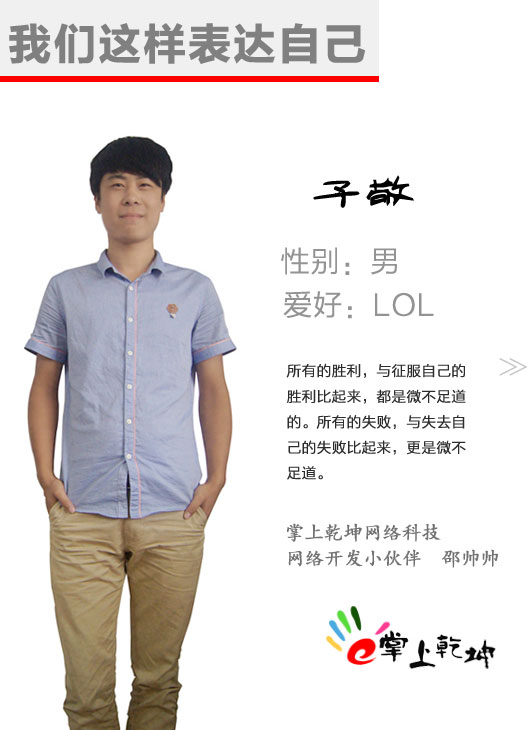 我们这样表达自己
子敬
性别：男
爱好：LOL
所有的胜利，与征服自己的
胜利比起来，都是微不足道
的。所有的失败，与失去自
己的失败比起来，更是微不
足道。
掌上乾坤网络科技
网络开发小伙伴 邵帅帅
e掌上乾坤